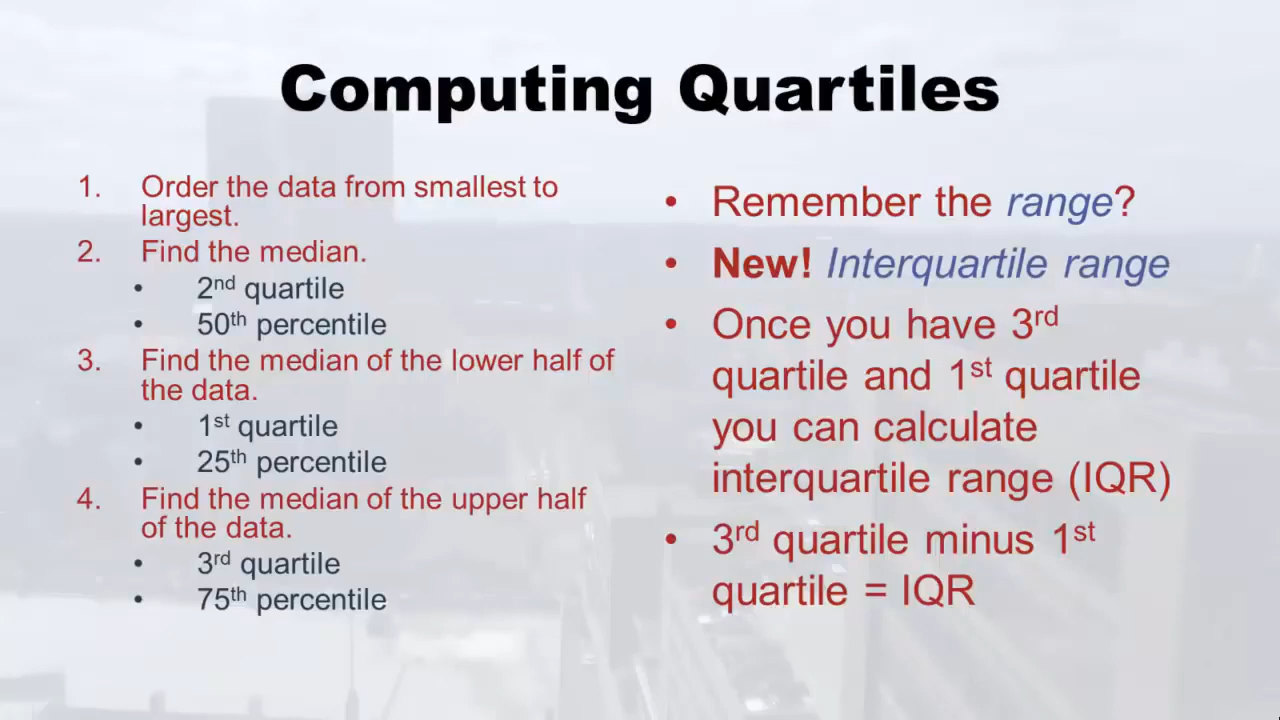 Computing Quartiles
1. Order the data from smallest to
largest.
2. Find the median.
• 2nd quartile
• 50th percentile
3. Find the median of the lower half of
the data.
• 1st quartile
• 25th percentile
4. Find the median of the upper half
of the data.
• 3rd quartile
• 75th percentile
• Remember the range?
• New! Interquartile range
• Once you have 3rd
quartile and 1st quartile
you can calculate
interquartile range (IQR)
• 3rd quartile minus 1st
quartile = IQR